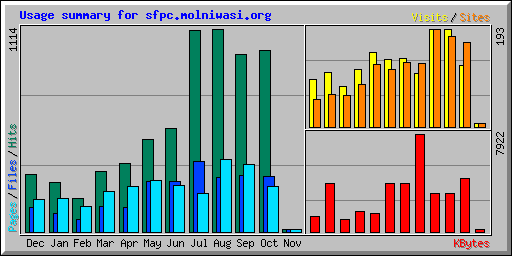 Usage summary for sfpc.molniwasi.org
Visits / Sites
1114
193
7922
Pages / Files / Hits
Dec Jan Feb Mar Apr May Jun Jul Aug Sep Oct Nov
KBytes